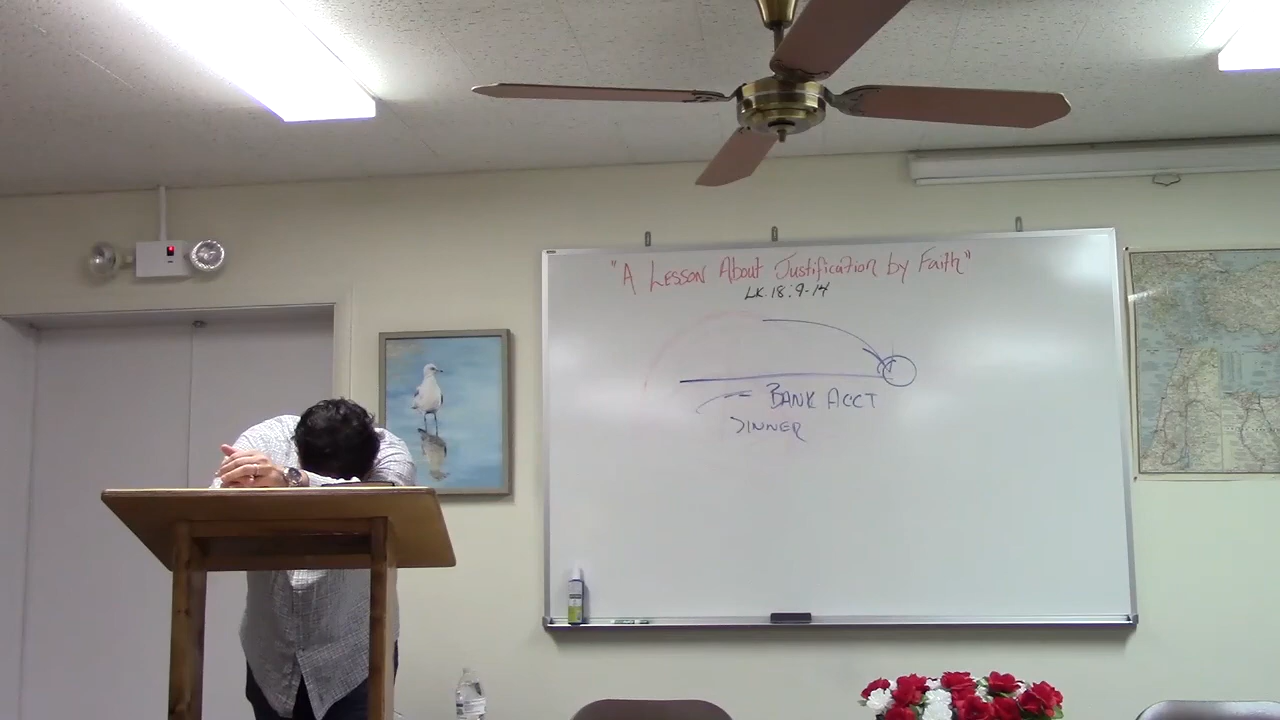 "A Lesson About Justification by Faith"
LK. 18:9-14
BANK ACCT
SINNER